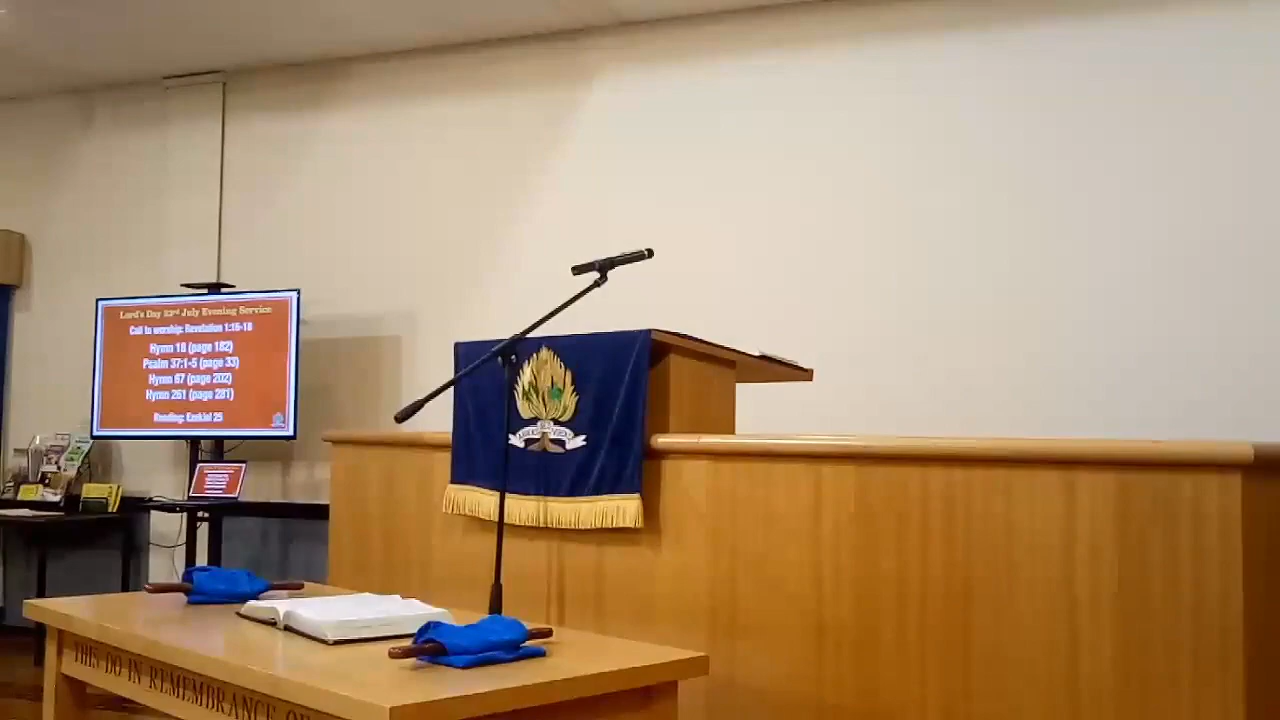 Lord's Day 23rd July Evening Service
Call to worship: Revelation 1:16-18
Hymn 18 (page 182)
Psalm 37:1-5 (page 33)
Hymn 67 (page 202)
Hymn 261 (page 281)
Reading: Ezekiel 25
THIS DO IN REMEMBRANCE OF